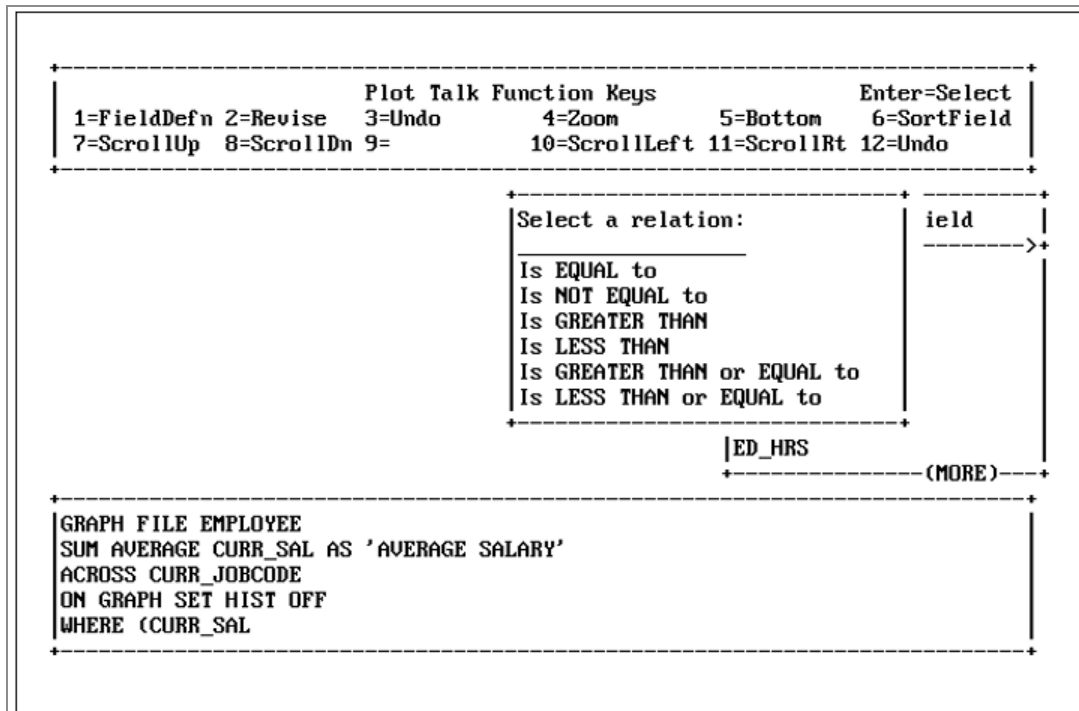 Plot Talk Function Keys Enter=Select
1=FieldDefn 2=Revise 3=Undo 4=Zoom 5=Bottom 6=SortField
7=ScrollUp 8=ScrollDn 9= 10=ScrollLeft 11=ScrollRt 12=Undo
Select a relation:
ield
Is EQUAL to
Is NOT EQUAL to
Is GREATER THAN
Is LESS THAN
Is GREATER THAN or EQUAL to
Is LESS THAN or EQUAL to
ED_HRS
(MORE)
GRAPH FILE EMPLOYEE
SUM AVERAGE CURR_SAL AS 'AVERAGE SALARY'
ACROSS CURR_JOBCODE
ON GRAPH SET HIST OFF
WHERE (CURR_SAL